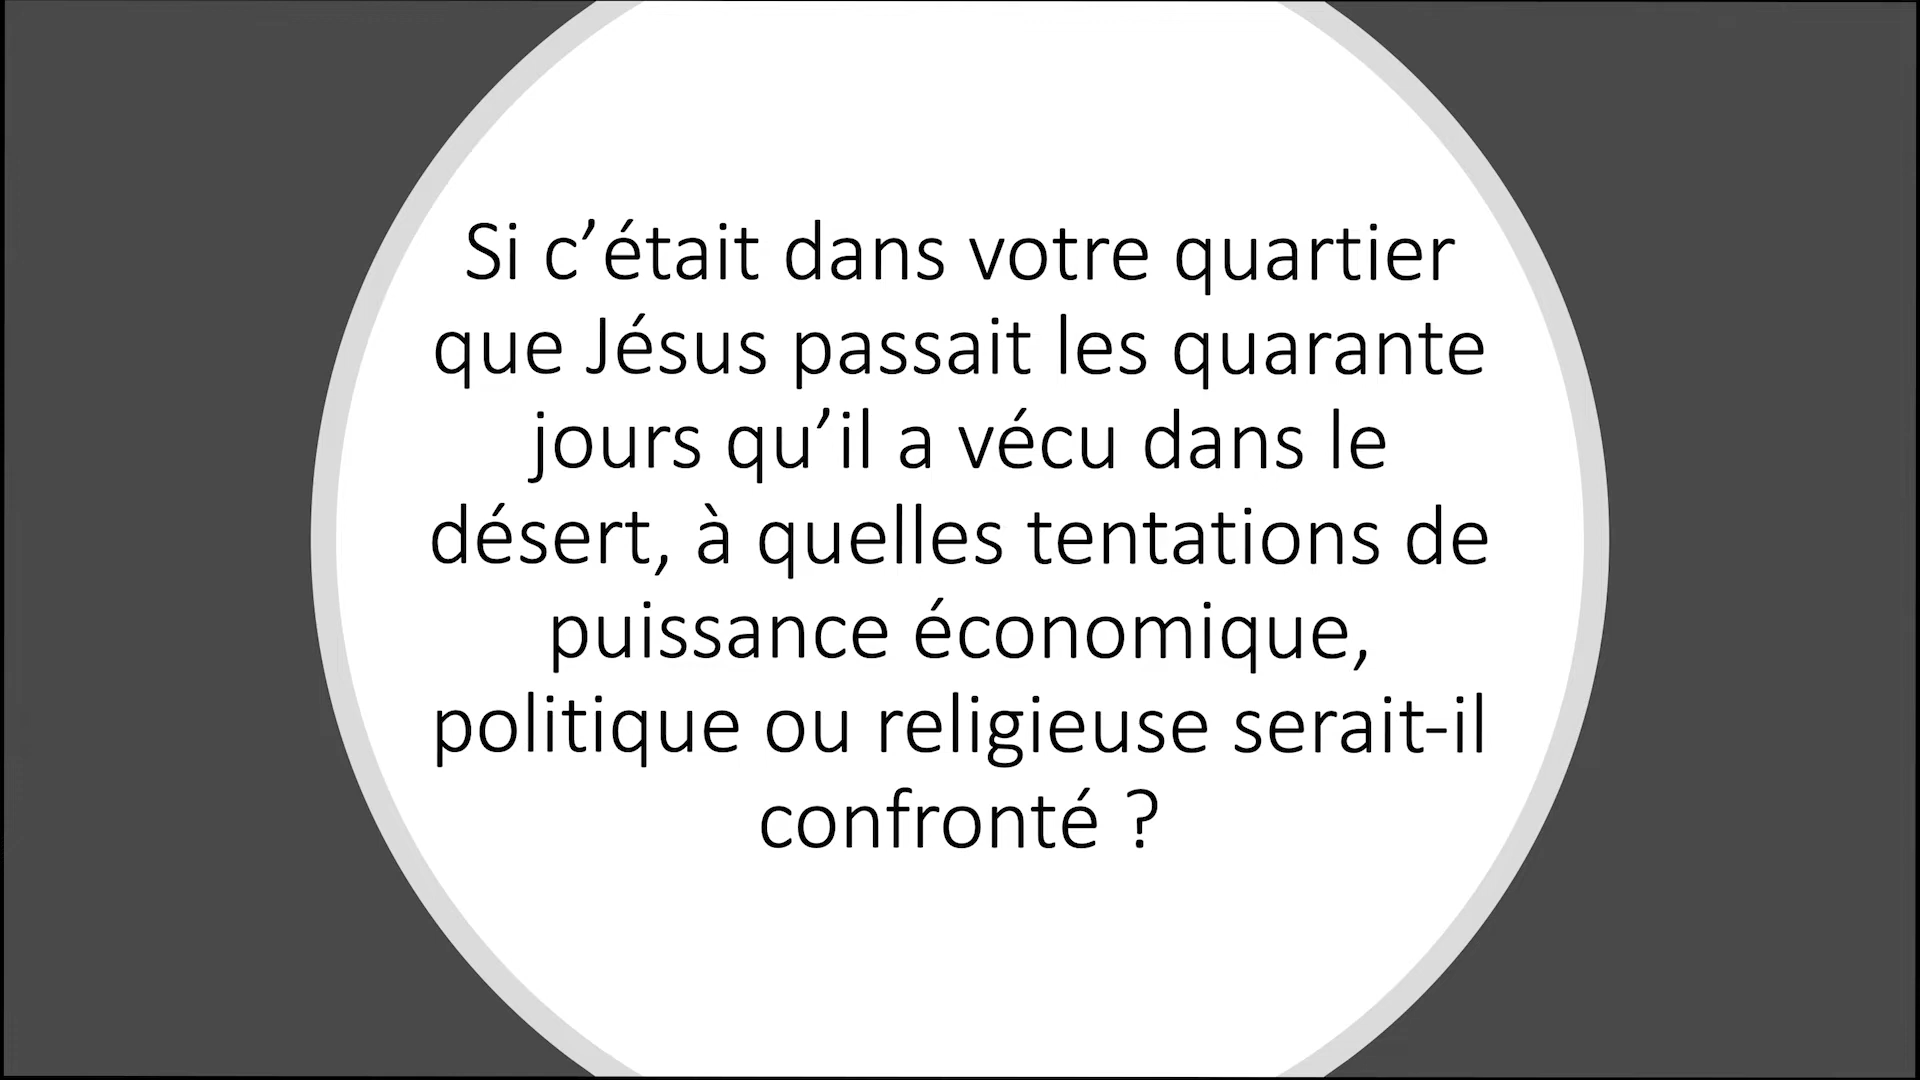 Si c’était dans votre quartier
que Jésus passait les quarante
jours qu’il a vécu dans le
désert, à quelles tentations de
puissance économique,
politique ou religieuse serait-il
confronté ?